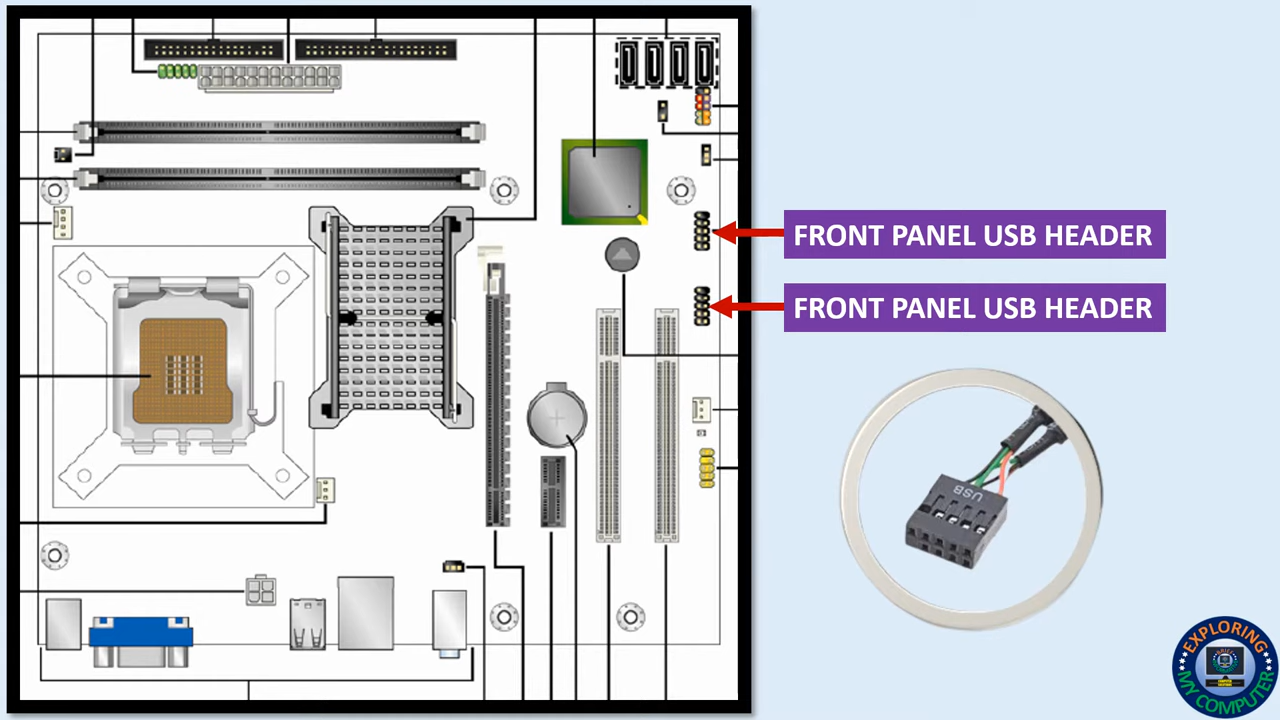 FRONT PANEL USB HEADER
FRONT PANEL USB HEADER
USB
EXPLORING
MY COMPUTER